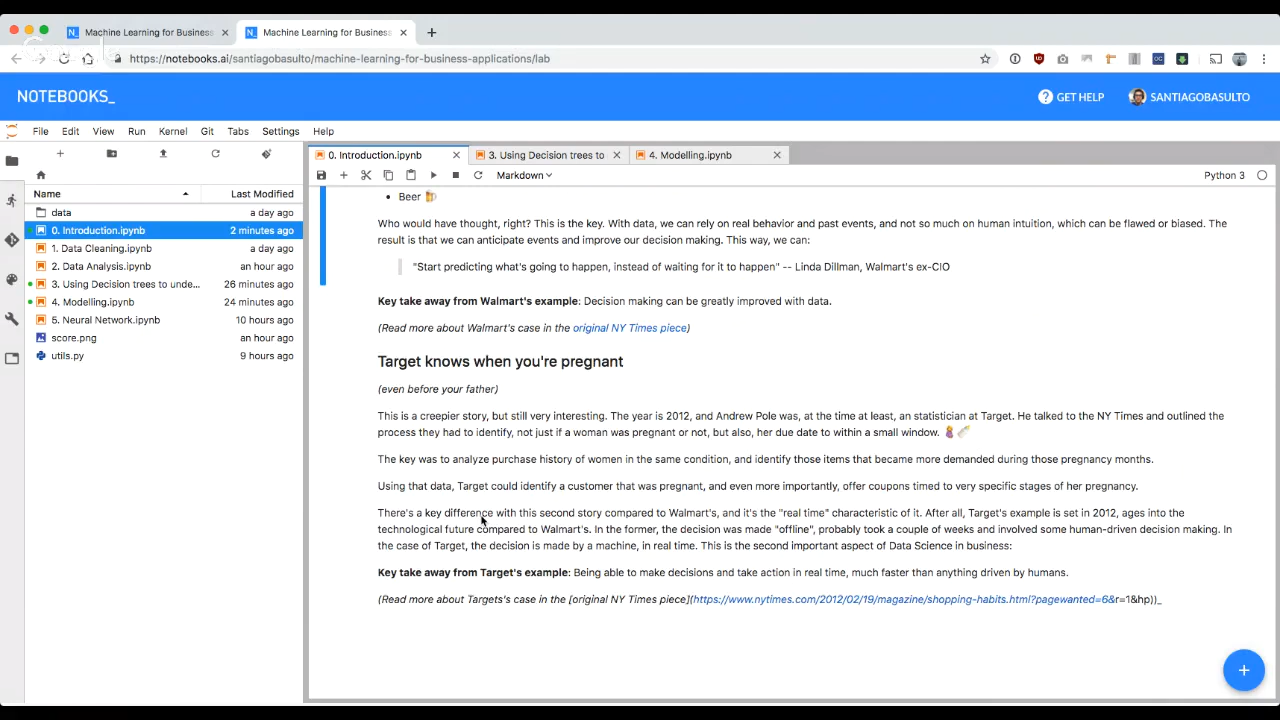 Machine Learning for Business
Machine Learning for Business
https://notebooks.ai/santiagobasulto/machine-learning-for-business-applications/lab
NOTEBOOKS_
GET HELP
SANTIAGOBASULTO
File Edit View Run Kernel Git Tabs Settings Help
0. Introduction.ipynb
3. Using Decision trees to
4. Modelling.ipynb
Markdown
Python 3
Name Last Modified
data a day ago
0. Introduction.ipynb 2 minutes ago
1. Data Cleaning.ipynb a day ago
2. Data Analysis.ipynb an hour ago
3. Using Decision trees to unde... 26 minutes ago
4. Modelling.ipynb 24 minutes ago
5. Neural Network.ipynb 10 hours ago
score.png an hour ago
utils.py 9 hours ago
• Beer 🍻
Who would have thought, right? This is the key. With data, we can rely on real behavior and past events, and not so much on human intuition, which can be flawed or biased. The
result is that we can anticipate events and improve our decision making. This way, we can:
"Start predicting what's going to happen, instead of waiting for it to happen" -- Linda Dillman, Walmart's ex-CIO
Key take away from Walmart's example: Decision making can be greatly improved with data.
(Read more about Walmart's case in the original NY Times piece)
Target knows when you're pregnant
(even before your father)
This is a creepier story, but still very interesting. The year is 2012, and Andrew Pole was, at the time at least, an statistician at Target. He talked to the NY Times and outlined the
process they had to identify, not just if a woman was pregnant or not, but also, her due date to within a small window. 🤰🍼
The key was to analyze purchase history of women in the same condition, and identify those items that became more demanded during those pregnancy months.
Using that data, Target could identify a customer that was pregnant, and even more importantly, offer coupons timed to very specific stages of her pregnancy.
There's a key difference with this second story compared to Walmart's, and it's the "real time" characteristic of it. After all, Target's example is set in 2012, ages into the
technological future compared to Walmart's. In the former, the decision was made "offline", probably took a couple of weeks and involved some human-driven decision making. In
the case of Target, the decision is made by a machine, in real time. This is the second important aspect of Data Science in business:
Key take away from Target's example: Being able to make decisions and take action in real time, much faster than anything driven by humans.
(Read more about Targets's case in the [original NY Times piece](https://www.nytimes.com/2012/02/19/magazine/shopping-habits.html?pagewanted=6&r=1&hp))_